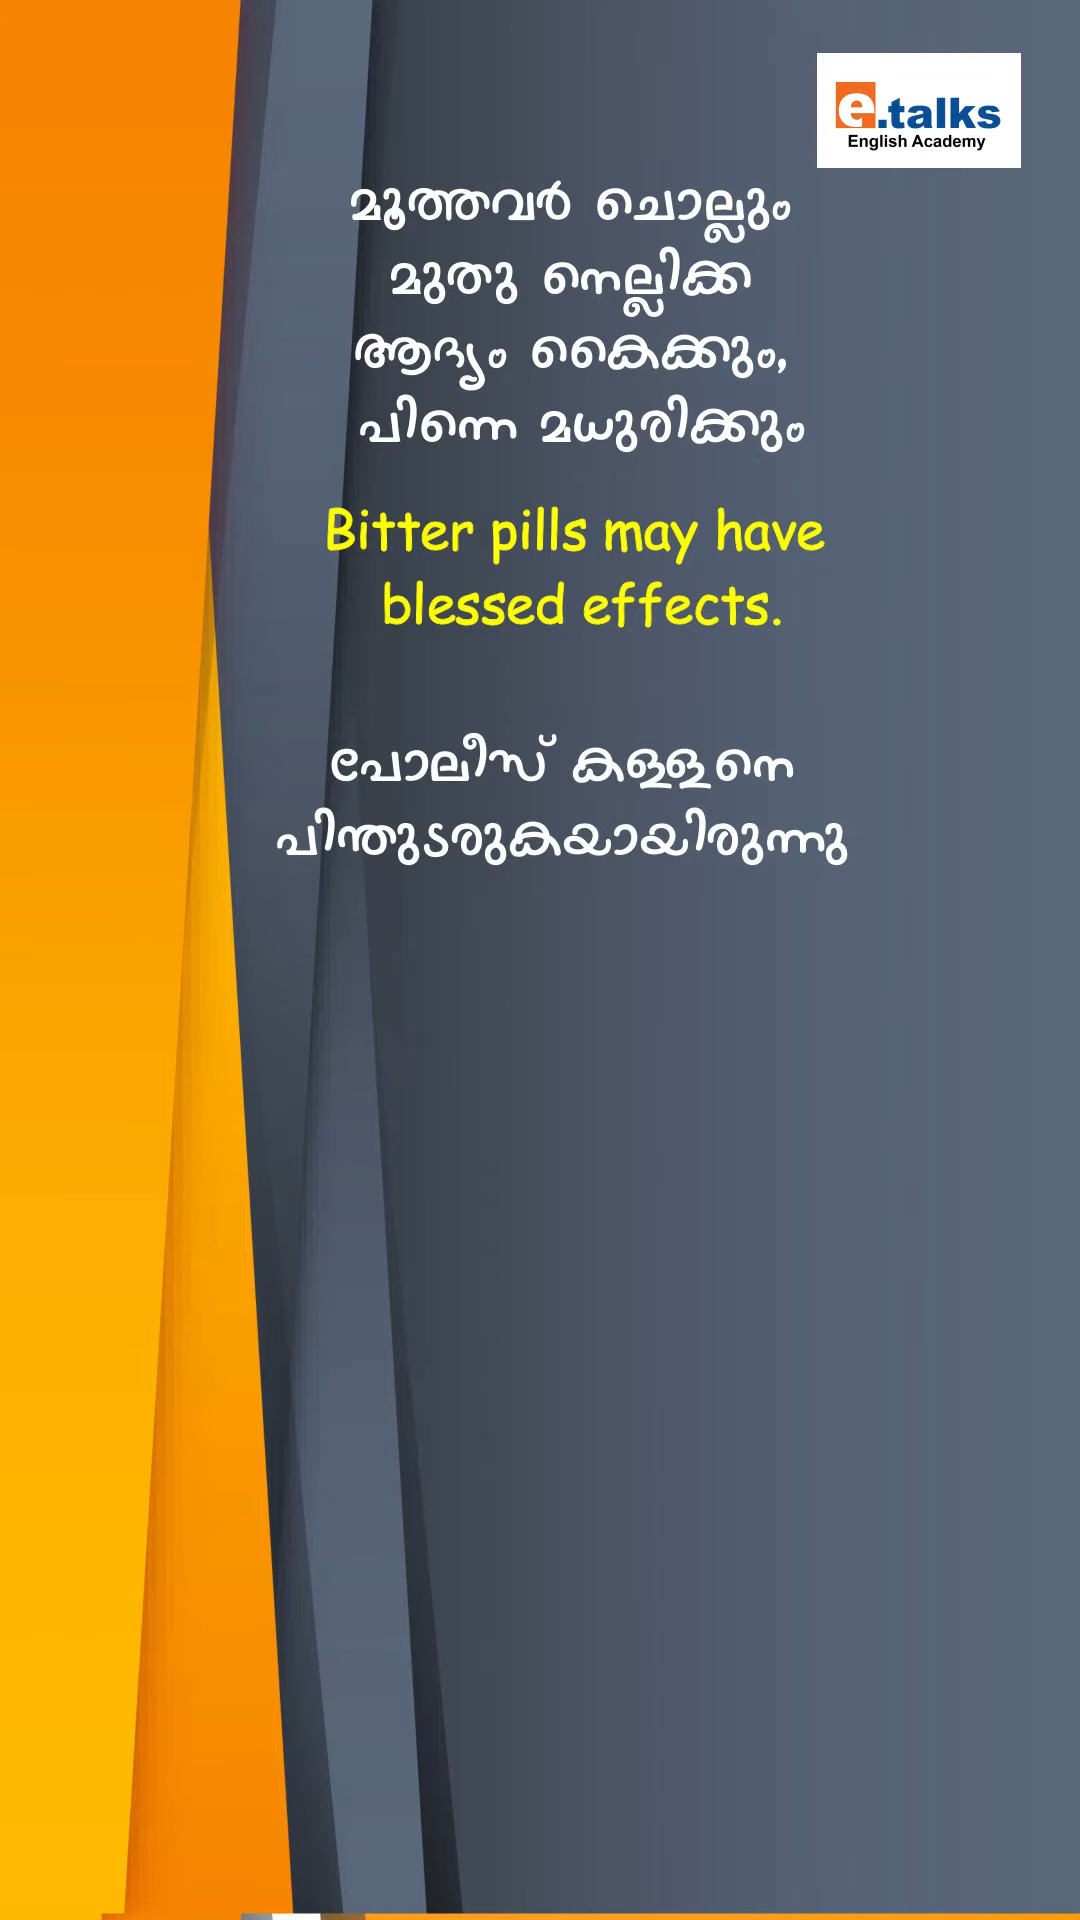 e.talks
English Academy
മൂത്തവർ ചൊല്ലും
മുതു നെല്ലിക്ക
ആദ്യം കൈക്കും,
പിന്നെ മധുരിക്കും
Bitter pills may have
blessed effects.
പോലീസ് കള്ളനെ
പിന്തുടരുകയായിരുന്നു